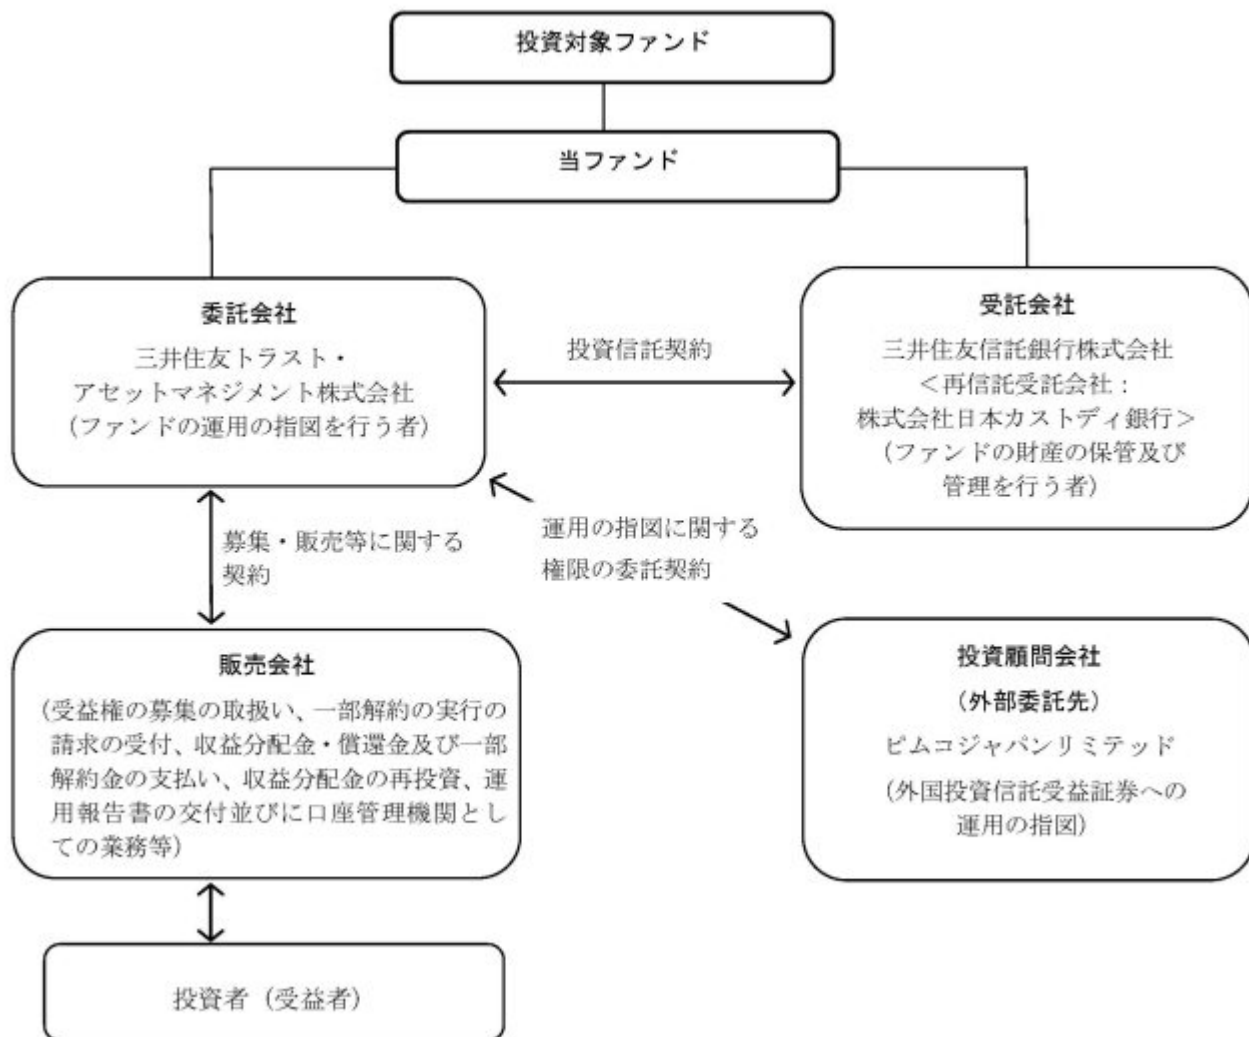 投資対象ファンド
当ファンド
委託会社
三井住友トラスト・
アセットマネジメント株式会社
（ファンドの運用の指図を行う者）
投資信託契約
受託会社
三井住友信託銀行株式会社
＜再信託受託会社：
株式会社日本カストディ銀行＞
（ファンドの財産の保管及び
管理を行う者）
募集・販売等に関する
契約
運用の指図に関する
権限の委託契約
販売会社
（受益権の募集の取扱い、一部解約の実行の
請求の受付、収益分配金・償還金及び一部
解約金の支払い、収益分配金の再投資、運
用報告書の交付並びに口座管理機関とし
ての業務等）
投資顧問会社
（外部委託先）
ピムコジャパンリミテッド
（外国投資信託受益証券への
運用の指図）
投資者（受益者）